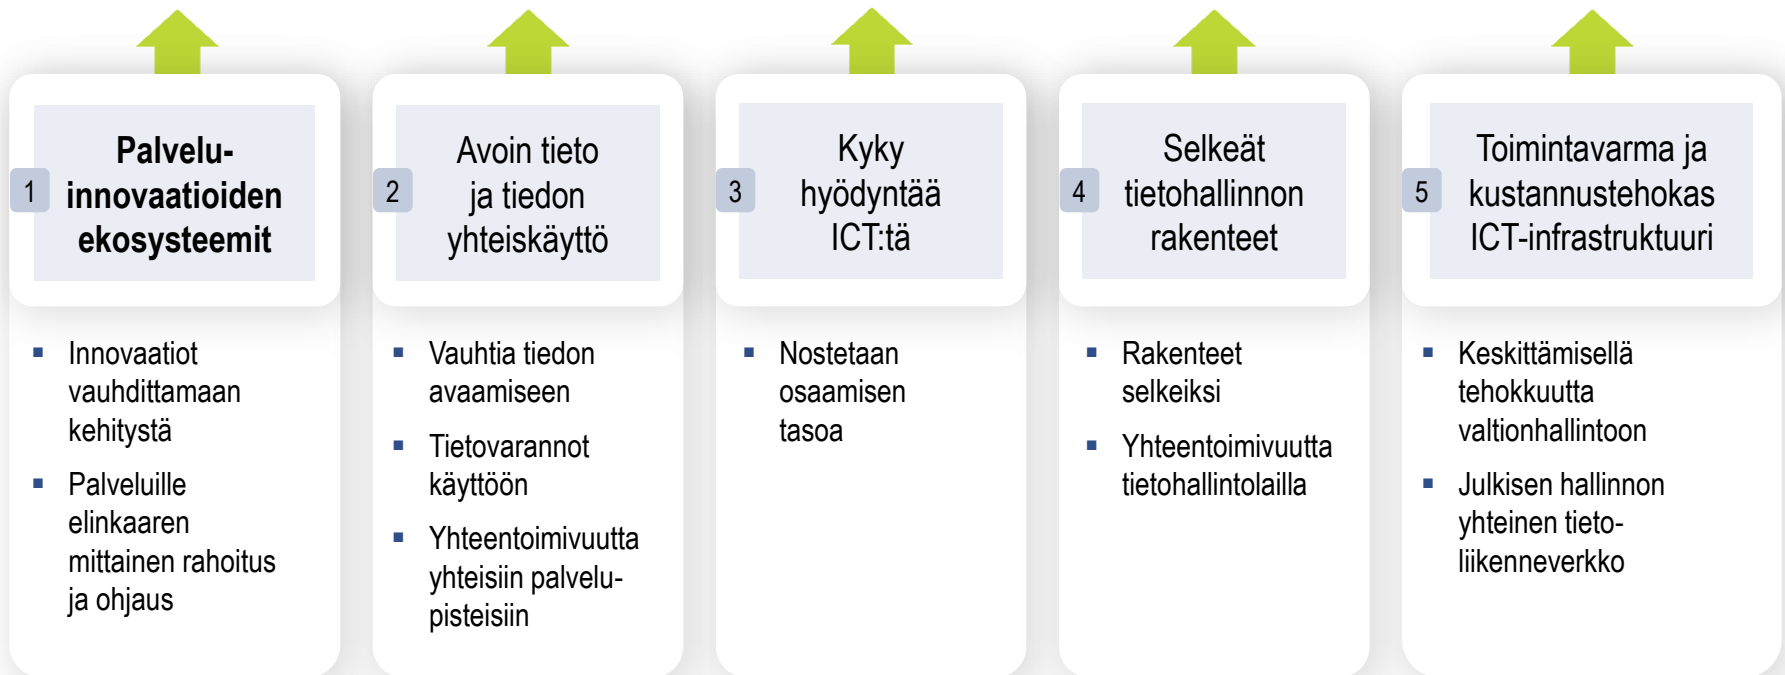 1
Palvelu-
innovaatioiden
ekosysteemit
Innovaatiot
vauhdittamaan
kehitystä
Palveluille
elinkaaren
mittainen rahoitus
ja ohjaus
2
Avoin tieto
ja tiedon
yhteiskäyttö
Vauhtia tiedon
avaamiseen
Tietovarannot
käyttöön
Yhteentoimivuutta
yhteisiin palvelu-
pisteisiin
3
Kyky
hyödyntää
ICT:tä
Nostetaan
osaamisen
tasoa
4
Selkeät
tietohallinnon
rakenteet
Rakenteet
selkeiksi
Yhteentoimivuutta
tietohallintolailla
5
Toimintavarma ja
kustannustehokas
ICT-infrastruktuuri
Keskittämisellä
tehokkuutta
valtionhallintoon
Julkisen hallinnon
yhteinen tieto-
liikenneverkko